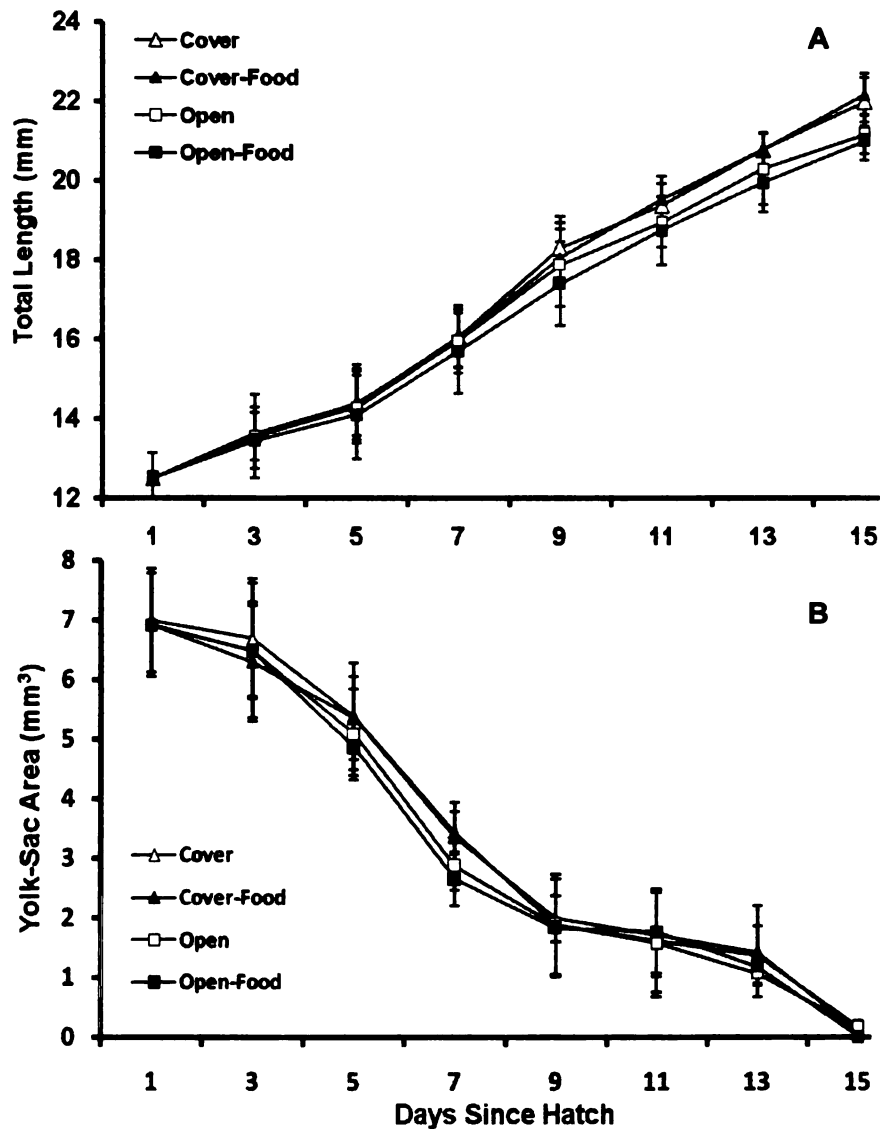 A
Total Length (mm)
24
22
20
18
16
14
12
Cover
Cover-Food
Open
Open-Food
1 3 5 7 9 11 13 15
B
Yolk-Sac Area (mm³)
8
7
6
5
4
3
2
1
0
Cover
Cover-Food
Open
Open-Food
1 3 5 7 9 11 13 15
Days Since Hatch